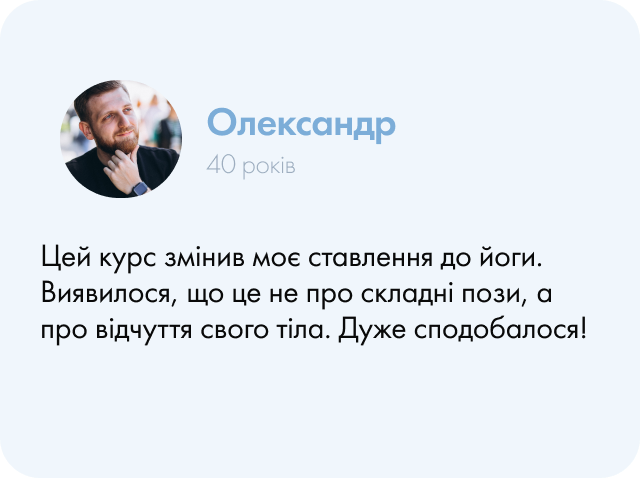 Олександр
40 років
Цей курс змінив моє ставлення до йоги.
Виявилося, що це не про складні пози, а
про відчуття свого тіла. Дуже сподобалося!